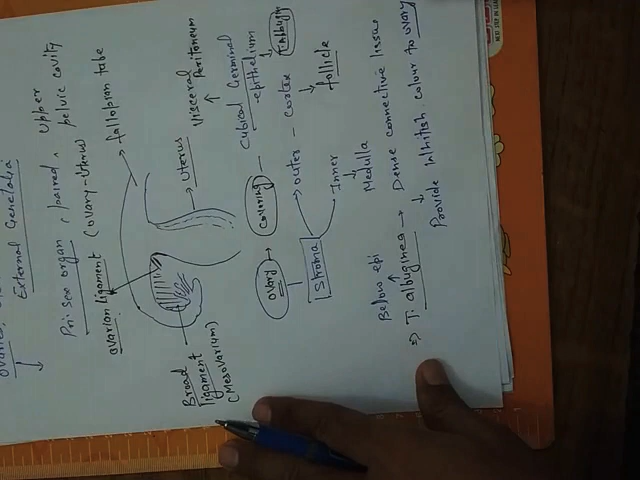 External Genetalia
Pri. sex organ, paired, Upper
pelvic cavity
ovarian ligament (ovary-Uterus)
fallopian tube
Uterus
Visceral
Peritoneum
Broad
ligament
(Mesovarium)
Ovary → Covering — Cubical Germinal
epithelium
Stroma
outer - cortex
follicle
Inner
Medulla
Below epi
⇒ T. albuginea → Dense connective tissue
Provide whitish colour to ovary